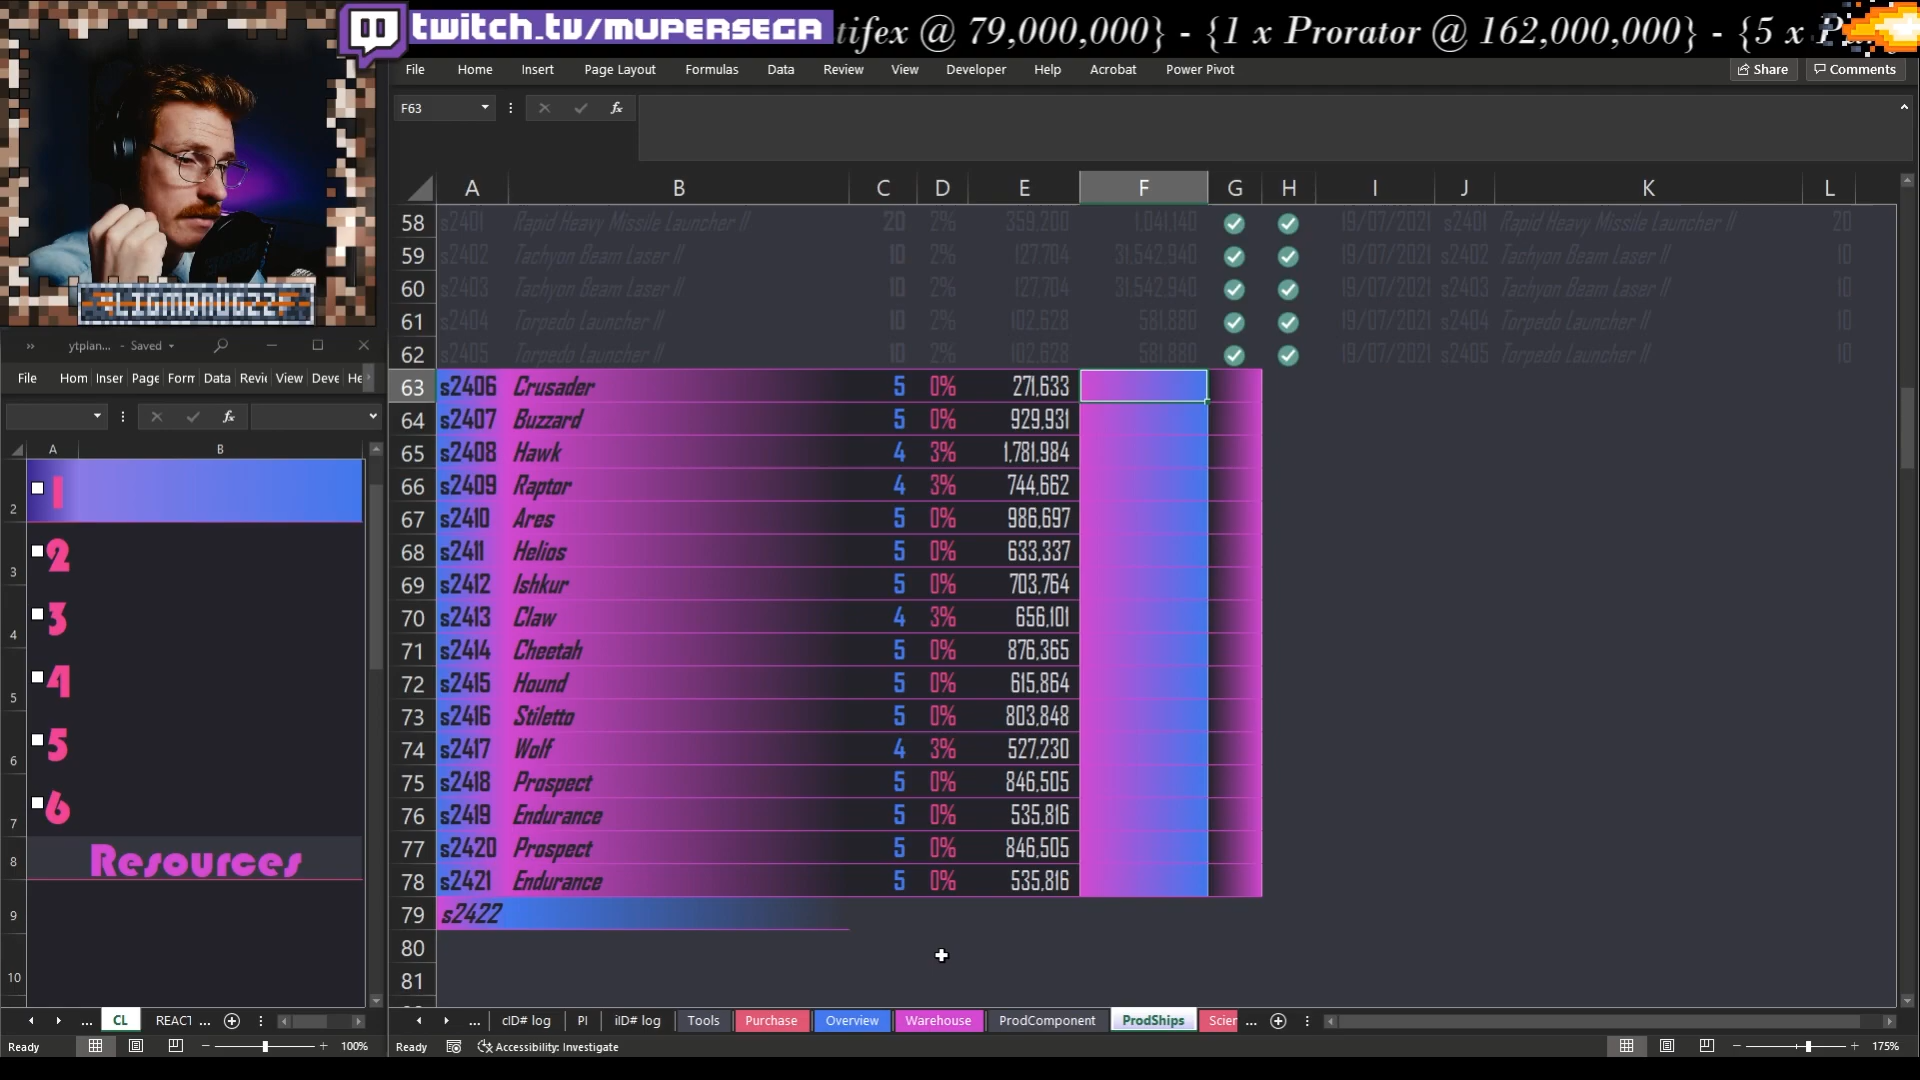 twitch.tv/MUPERSEGA
tifex @ 79,000,000} - {1 x Prorator @ 162,000,000} - {5 x
File Home Insert Page Layout Formulas Data Review View Developer Help Acrobat Power Pivot Share Comments
F63
fx
A B C D E F G H I J K L
58 s2401 Rapid Heavy Missile Launcher II 20 2% 359,200 1,041,140 19/07/2021 s2401 Rapid Heavy Missile Launcher II 20
59 s2402 Tachyon Beam Laser II 10 2% 127,704 31,542,940 19/07/2021 s2402 Tachyon Beam Laser II 10
60 s2403 Tachyon Beam Laser II 10 2% 127,704 31,542,940 19/07/2021 s2403 Tachyon Beam Laser II 10
61 s2404 Torpedo Launcher II 10 2% 102,628 581,880 19/07/2021 s2404 Torpedo Launcher II 10
62 s2405 Torpedo Launcher II 10 2% 102,628 581,880 19/07/2021 s2405 Torpedo Launcher II 10
63 s2406 Crusader 5 0% 271,633
64 s2407 Buzzard 5 0% 929,931
65 s2408 Hawk 4 3% 1,781,984
66 s2409 Raptor 4 3% 744,662
67 s2410 Ares 5 0% 986,697
68 s2411 Helios 5 0% 633,337
69 s2412 Ishkur 5 0% 703,764
70 s2413 Claw 4 3% 656,101
71 s2414 Cheetah 5 0% 876,365
72 s2415 Hound 5 0% 615,864
73 s2416 Stiletto 5 0% 803,848
74 s2417 Wolf 4 3% 527,230
75 s2418 Prospect 5 0% 846,505
76 s2419 Endurance 5 0% 535,816
77 s2420 Prospect 5 0% 846,505
78 s2421 Endurance 5 0% 535,816
79 s2422
80
81
... cID# log PI iID# log Tools Purchase Overview Warehouse ProdComponent ProdShips Scier ...
Ready Accessibility: Investigate 175%
ytplan... - Saved
File Hom Inser Page Form Data Revi View Deve He
fx
A B
2 1
3 2
4 3
5 4
6 5
7 6
8 Resources
9
10
... CL REACT ...
Ready 100%